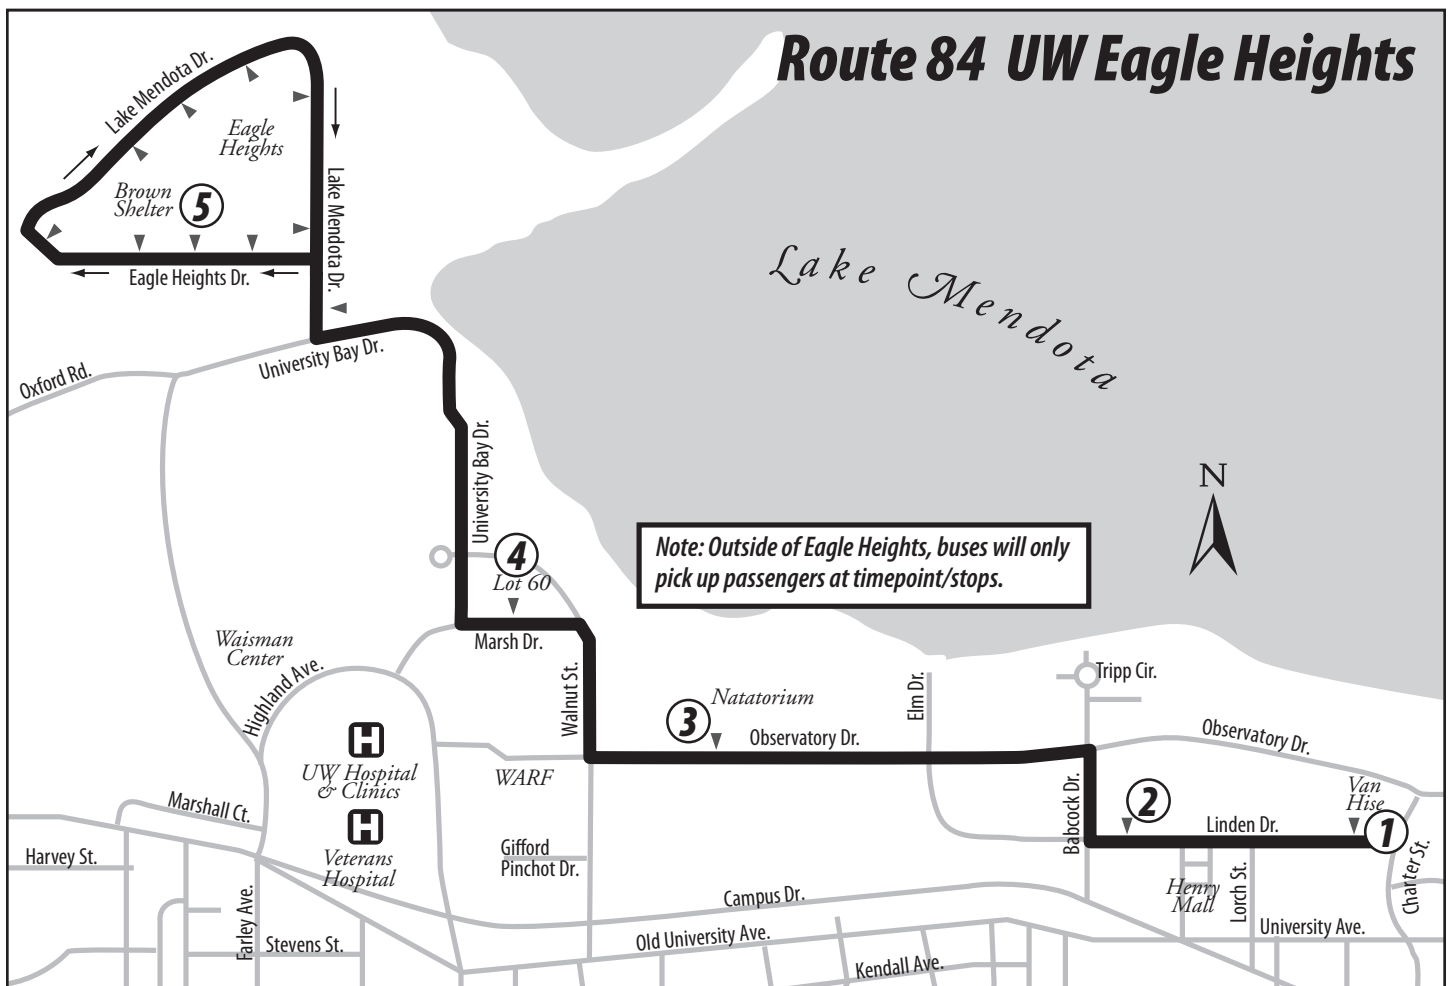 Route 84 UW Eagle Heights
Lake Mendota Dr.
Eagle
Heights
Brown
Shelter
5
Lake Mendota Dr.
Eagle Heights Dr.
Lake Mendota
University Bay Dr.
Oxford Rd.
University Bay Dr.
N
Note: Outside of Eagle Heights, buses will only
pick up passengers at timepoint/stops.
4
Lot 60
Marsh Dr.
Waisman
Center
Highland Ave.
Walnut St.
3
Natatorium
Observatory Dr.
Elm Dr.
Tripp Cir.
Observatory Dr.
H
UW Hospital
& Clinics
WARF
Marshall Ct.
H
Veterans
Hospital
Harvey St.
Gifford
Pinchot Dr.
Babcock Dr.
2
Linden Dr.
Van
Hise
1
Charter St.
Henry
Mall
Lorch St.
Campus Dr.
University Ave.
Farley Ave.
Stevens St.
Old University Ave.
Kendall Ave.